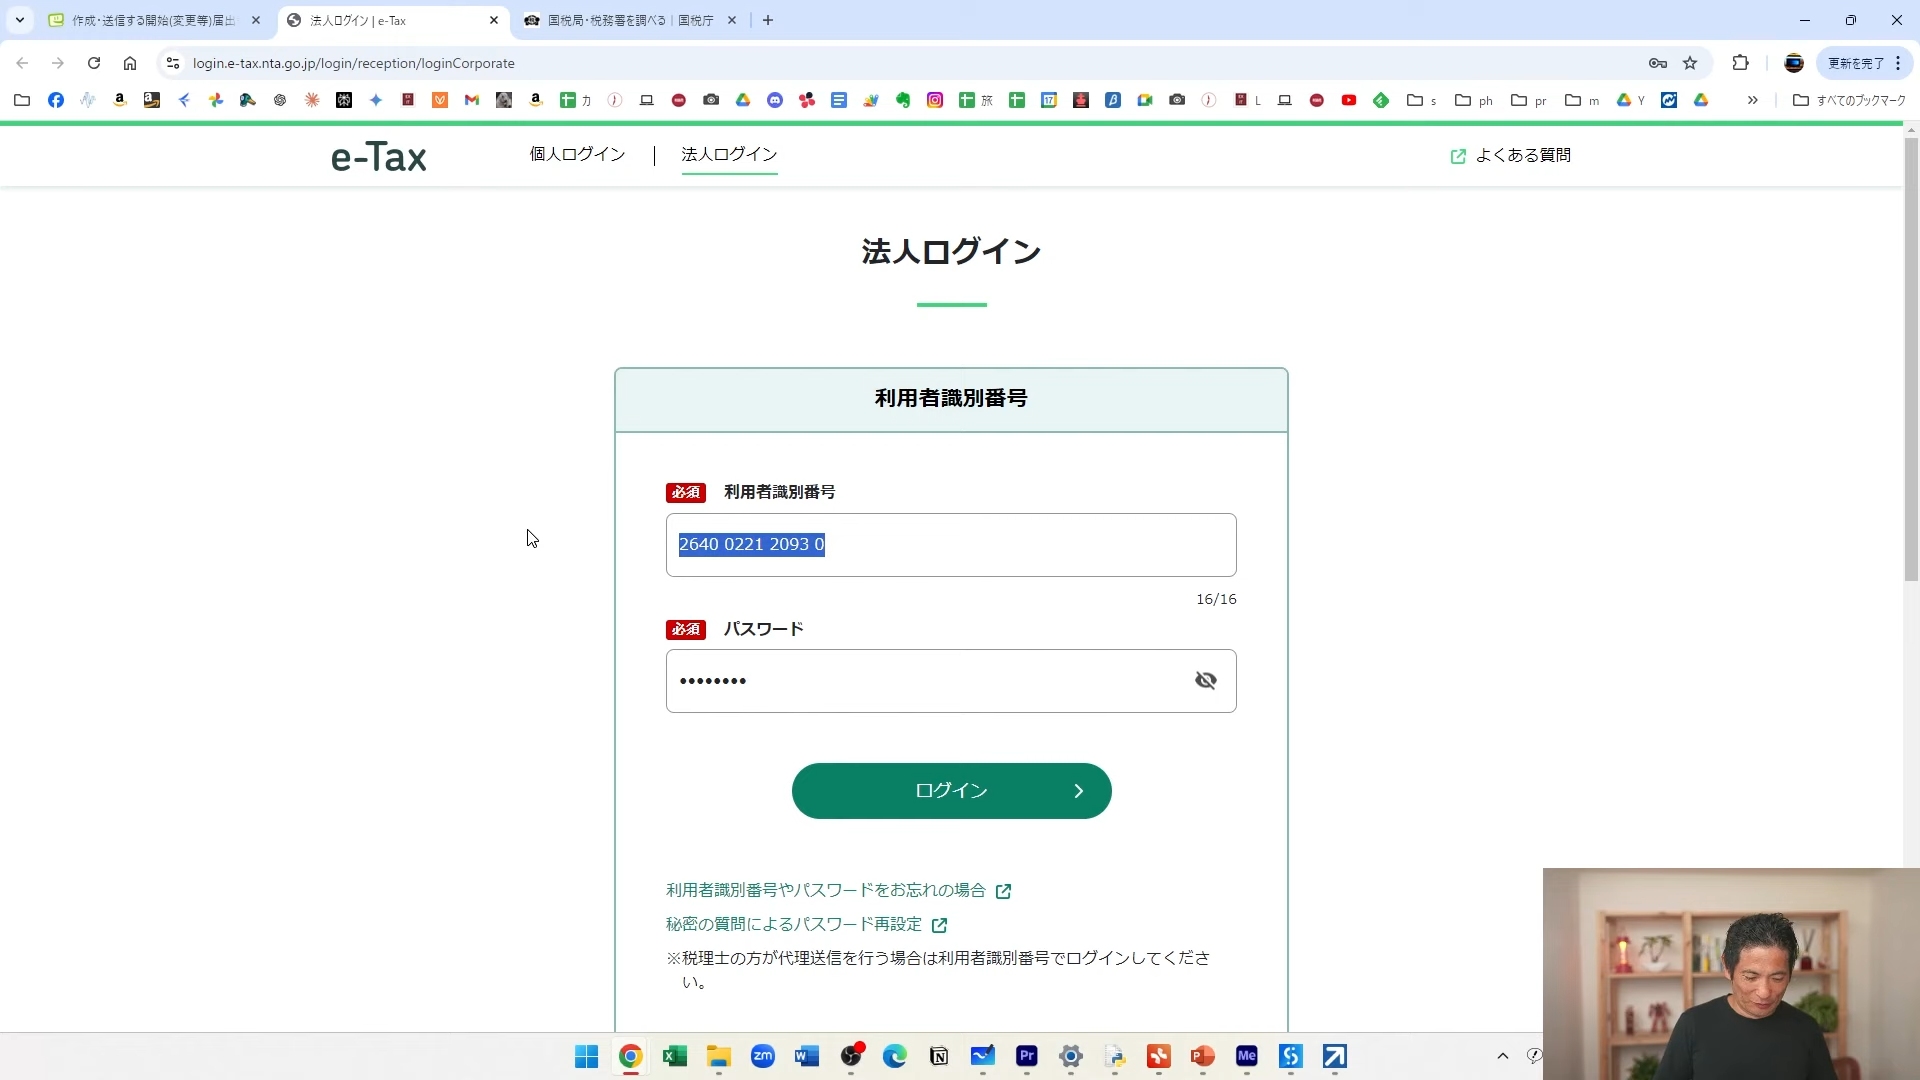 作成・送信する開始(変更等)届出
法人ログイン | e-Tax
国税局・税務署を調べる | 国税庁
login.e-tax.nta.go.jp/login/reception/loginCorporate
更新を完了
カ
旅
L
s
ph
pr
m
Y
すべてのブックマーク
e-Tax
個人ログイン
法人ログイン
よくある質問
法人ログイン
利用者識別番号
必須 利用者識別番号
2640 0221 2093 0
16/16
必須 パスワード
••••••••
ログイン
利用者識別番号やパスワードをお忘れの場合
秘密の質問によるパスワード再設定
※税理士の方が代理送信を行う場合は利用者識別番号でログインしてくださ
い。
zm
Pr
Me